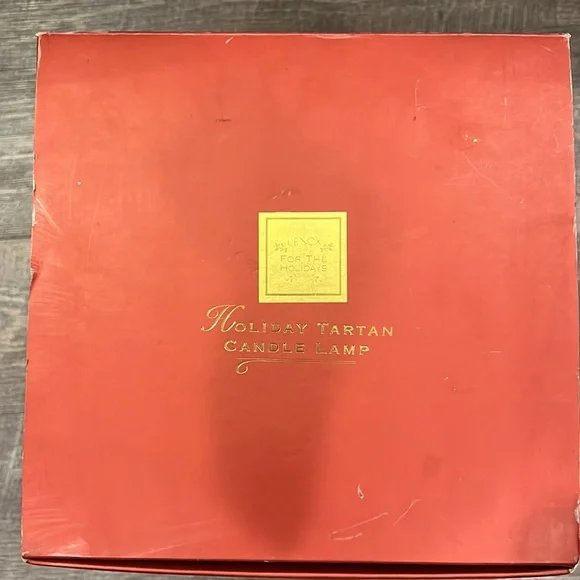 LENOX
FOR THE
HOLIDAYS
HOLIDAY TARTAN
CANDLE LAMP